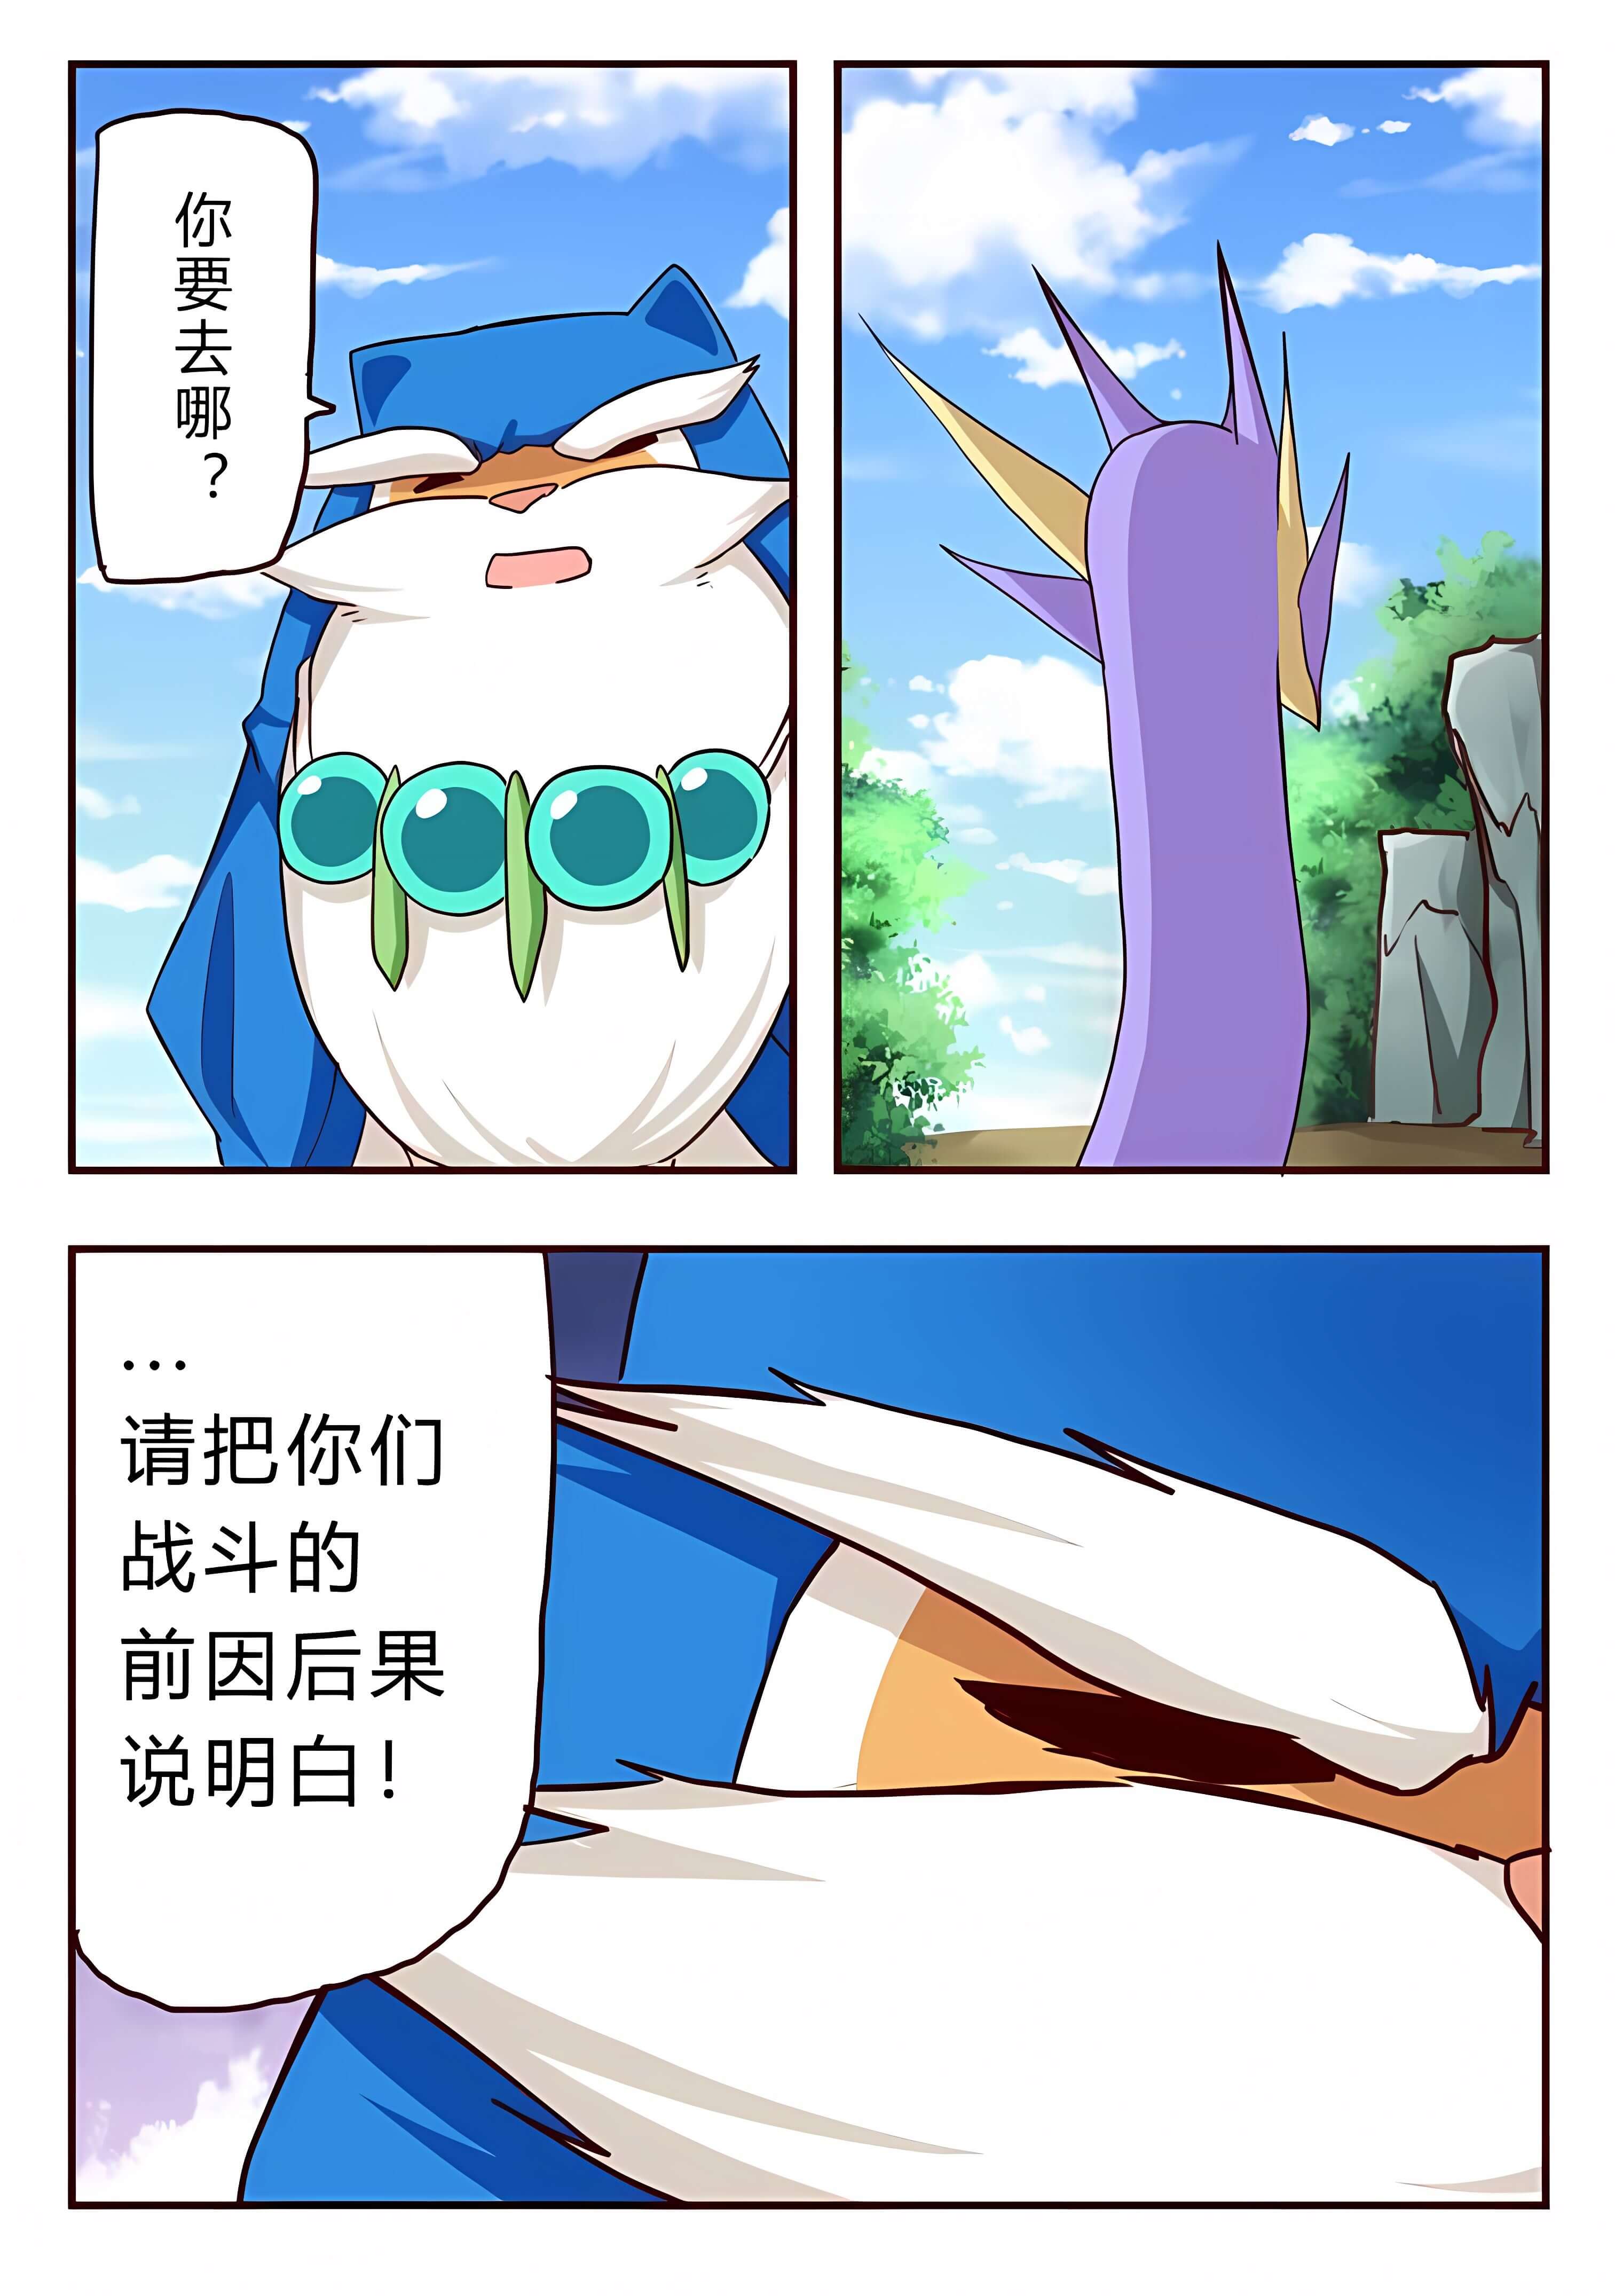 你要去哪？
…
请把你们
战斗的
前因后果
说明白！